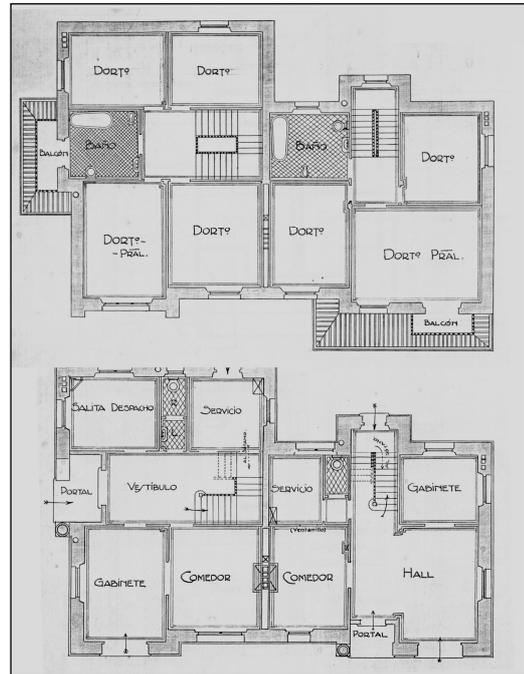 DORTº
DORTº
BALCÓN
BAÑO
BAÑO
DORTº
DORTº-
-PRAL.
DORTº
DORTº
DORTº PRAL.
BALCÓN
SALITA DESPACHO
SERVICIO
PORTAL
VESTÍBULO
SERVICIO
GABINETE
(Ventanillo)
GABINETE
COMEDOR
COMEDOR
HALL
PORTAL